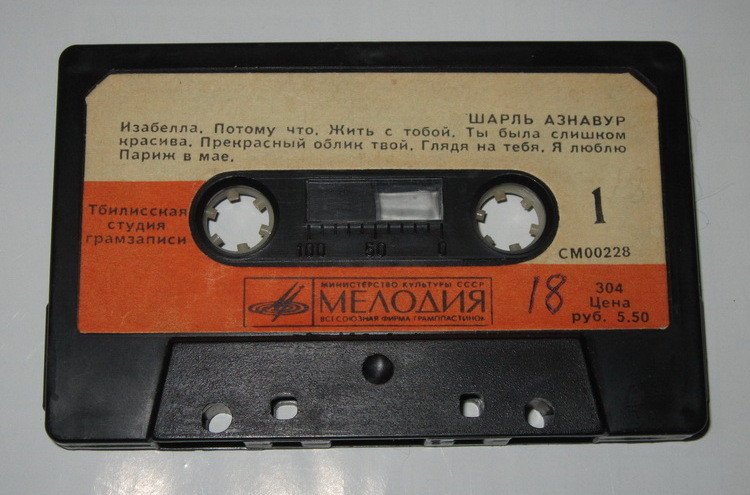 ШАРЛЬ АЗНАВУР
Изабелла. Потому что. Жить с тобой. Ты была слишком
красива. Прекрасный облик твой. Глядя на тебя. Я люблю
Париж в мае.
Тбилисская
студия
грамзаписи
100 50 0
1
СМ00228
МИНИСТЕРСТВО КУЛЬТУРЫ СССР
МЕЛОДИЯ
ВСЕСОЮЗНАЯ ФИРМА ГРАМПЛАСТИНОК
18
304
Цена
руб. 5.50